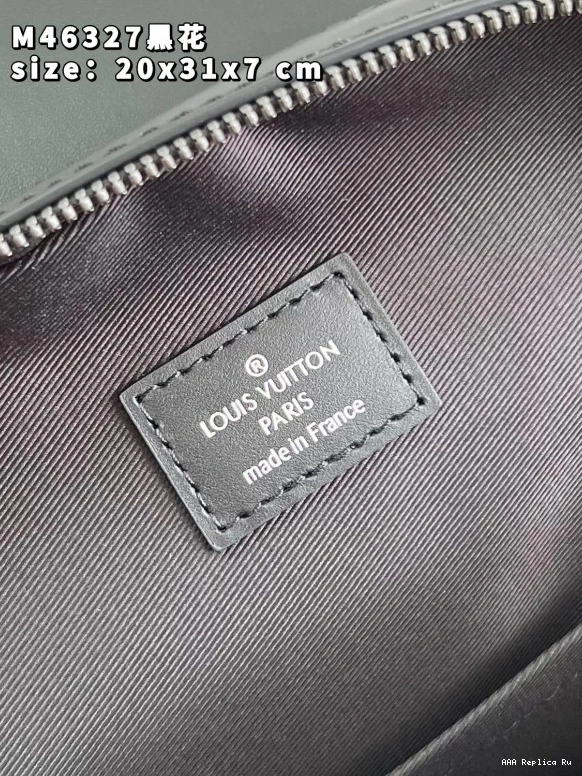 M46327黑花
size: 20x31x7 cm
®
LOUIS VUITTON
PARIS
made in France
AAA Replica Ru